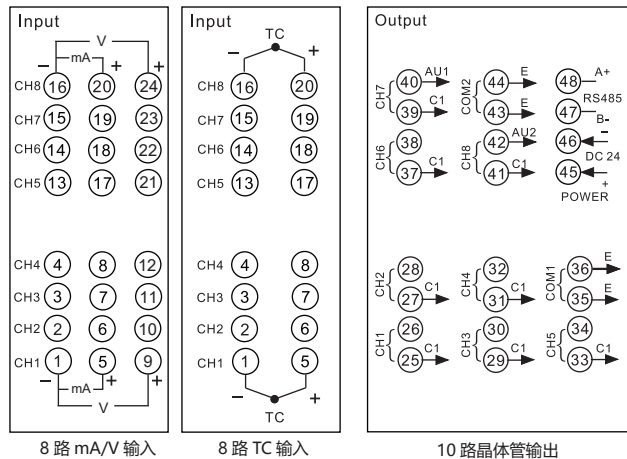 Input
V
− mA +
CH8 16 20 24
CH7 15 19 23
CH6 14 18 22
CH5 13 17 21
CH4 4 8 12
CH3 3 7 11
CH2 2 6 10
CH1 1 5 9
− mA +
V
8 路 mA/V 输入
Input
TC
− +
CH8 16 20
CH7 15 19
CH6 14 18
CH5 13 17
CH4 4 8
CH3 3 7
CH2 2 6
CH1 1 5
− +
TC
8 路 TC 输入
Output
CH7 40 AU1 COM2 44 E 48 A+
39 C1 43 E 47 RS485 B-
CH6 38 CH8 42 AU2 46 −
37 C1 41 C1 45 DC 24 +
POWER
CH2 28 CH4 32 COM1 36 E
27 C1 31 C1 35 E
CH1 26 CH3 30 CH5 34
25 C1 29 C1 33 C1
10 路晶体管输出